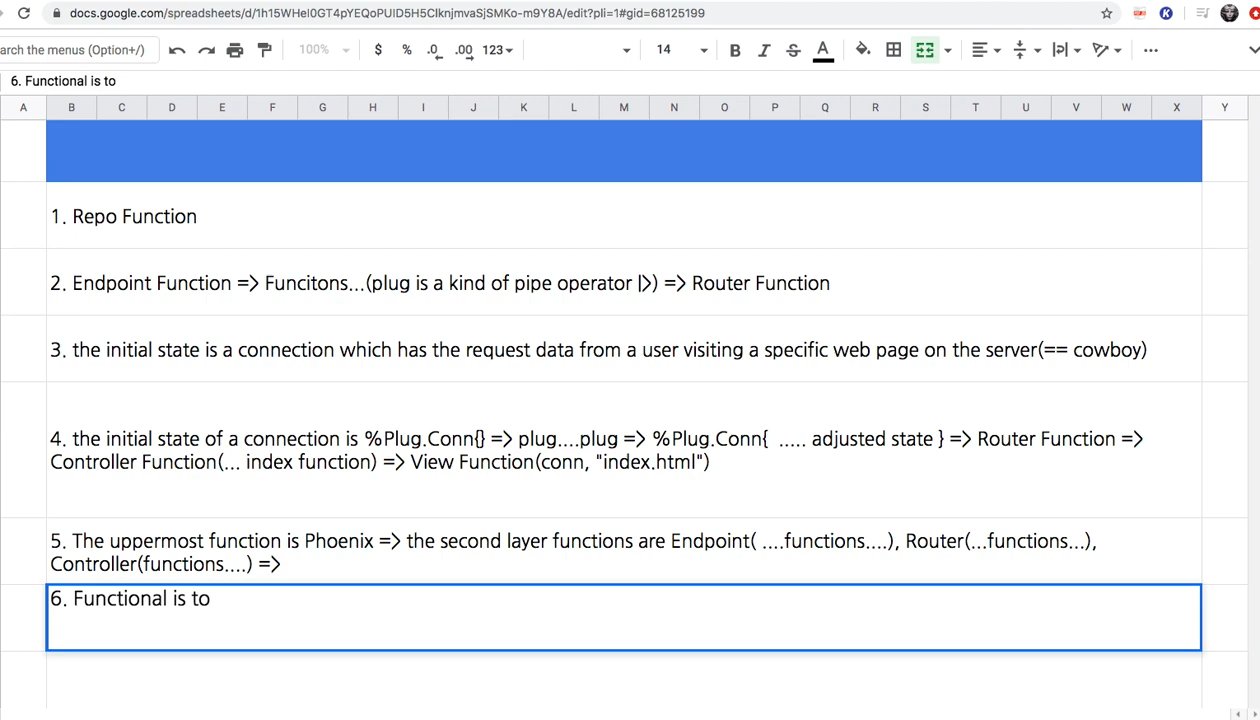 docs.google.com/spreadsheets/d/1h15WHeI0GT4pYEQoPUID5H5CIknjmvaSjSMKo-m9Y8A/edit?pli=1#gid=68125199
arch the menus (Option+/) 100% $ % .0 .00 123 14 B I S A
6. Functional is to
A B C D E F G H I J K L M N O P Q R S T U V W X Y
1. Repo Function
2. Endpoint Function => Funcitons...(plug is a kind of pipe operator |>) => Router Function
3. the initial state is a connection which has the request data from a user visiting a specific web page on the server(== cowboy)
4. the initial state of a connection is %Plug.Conn{} => plug....plug => %Plug.Conn{ ..... adjusted state } => Router Function =>
Controller Function(... index function) => View Function(conn, "index.html")
5. The uppermost function is Phoenix => the second layer functions are Endpoint( ....functions....), Router(...functions...),
Controller(functions....) =>
6. Functional is to